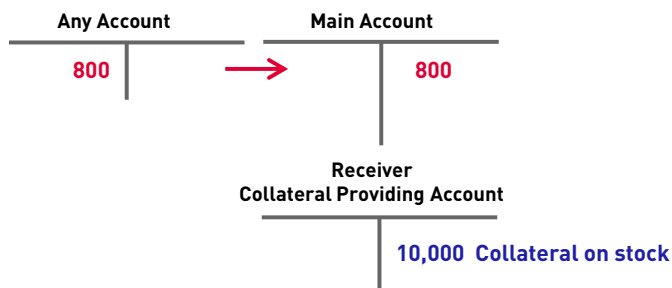 Any Account
Main Account
800
800
Receiver
Collateral Providing Account
10,000 Collateral on stock